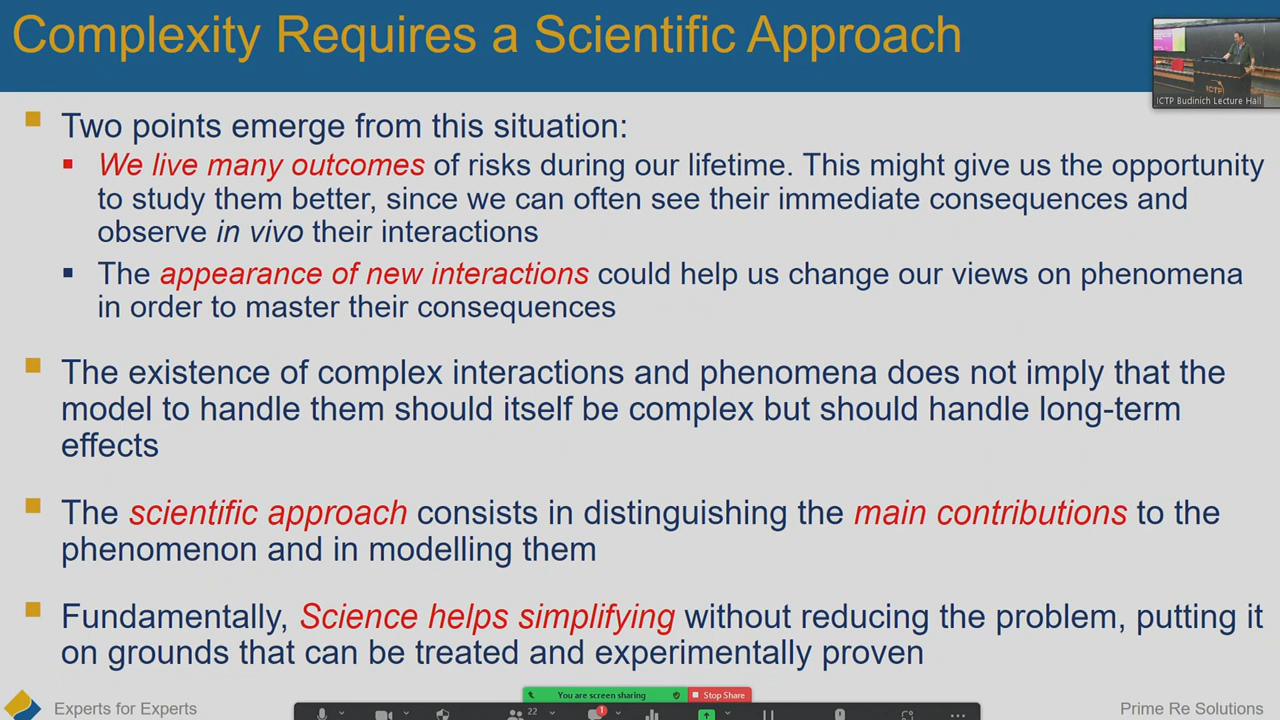 Complexity Requires a Scientific Approach
ICTP
ICTP Budinich Lecture Hall
Two points emerge from this situation:
We live many outcomes of risks during our lifetime. This might give us the opportunity
to study them better, since we can often see their immediate consequences and
observe in vivo their interactions
The appearance of new interactions could help us change our views on phenomena
in order to master their consequences
The existence of complex interactions and phenomena does not imply that the
model to handle them should itself be complex but should handle long-term
effects
The scientific approach consists in distinguishing the main contributions to the
phenomenon and in modelling them
Fundamentally, Science helps simplifying without reducing the problem, putting it
on grounds that can be treated and experimentally proven
You are screen sharing
Stop Share
Experts for Experts
22
1
Prime Re Solutions